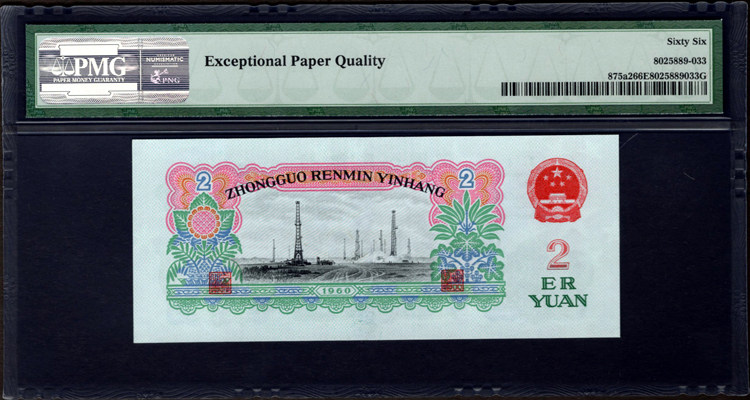 PMG
PAPER MONEY GUARANTY
NUMISMATIC
PNG
Exceptional Paper Quality
Sixty Six
8025889-033
875a266E8025889033G
2
2
ZHONGGUO RENMIN YINHANG
1960
2
ER
YUAN